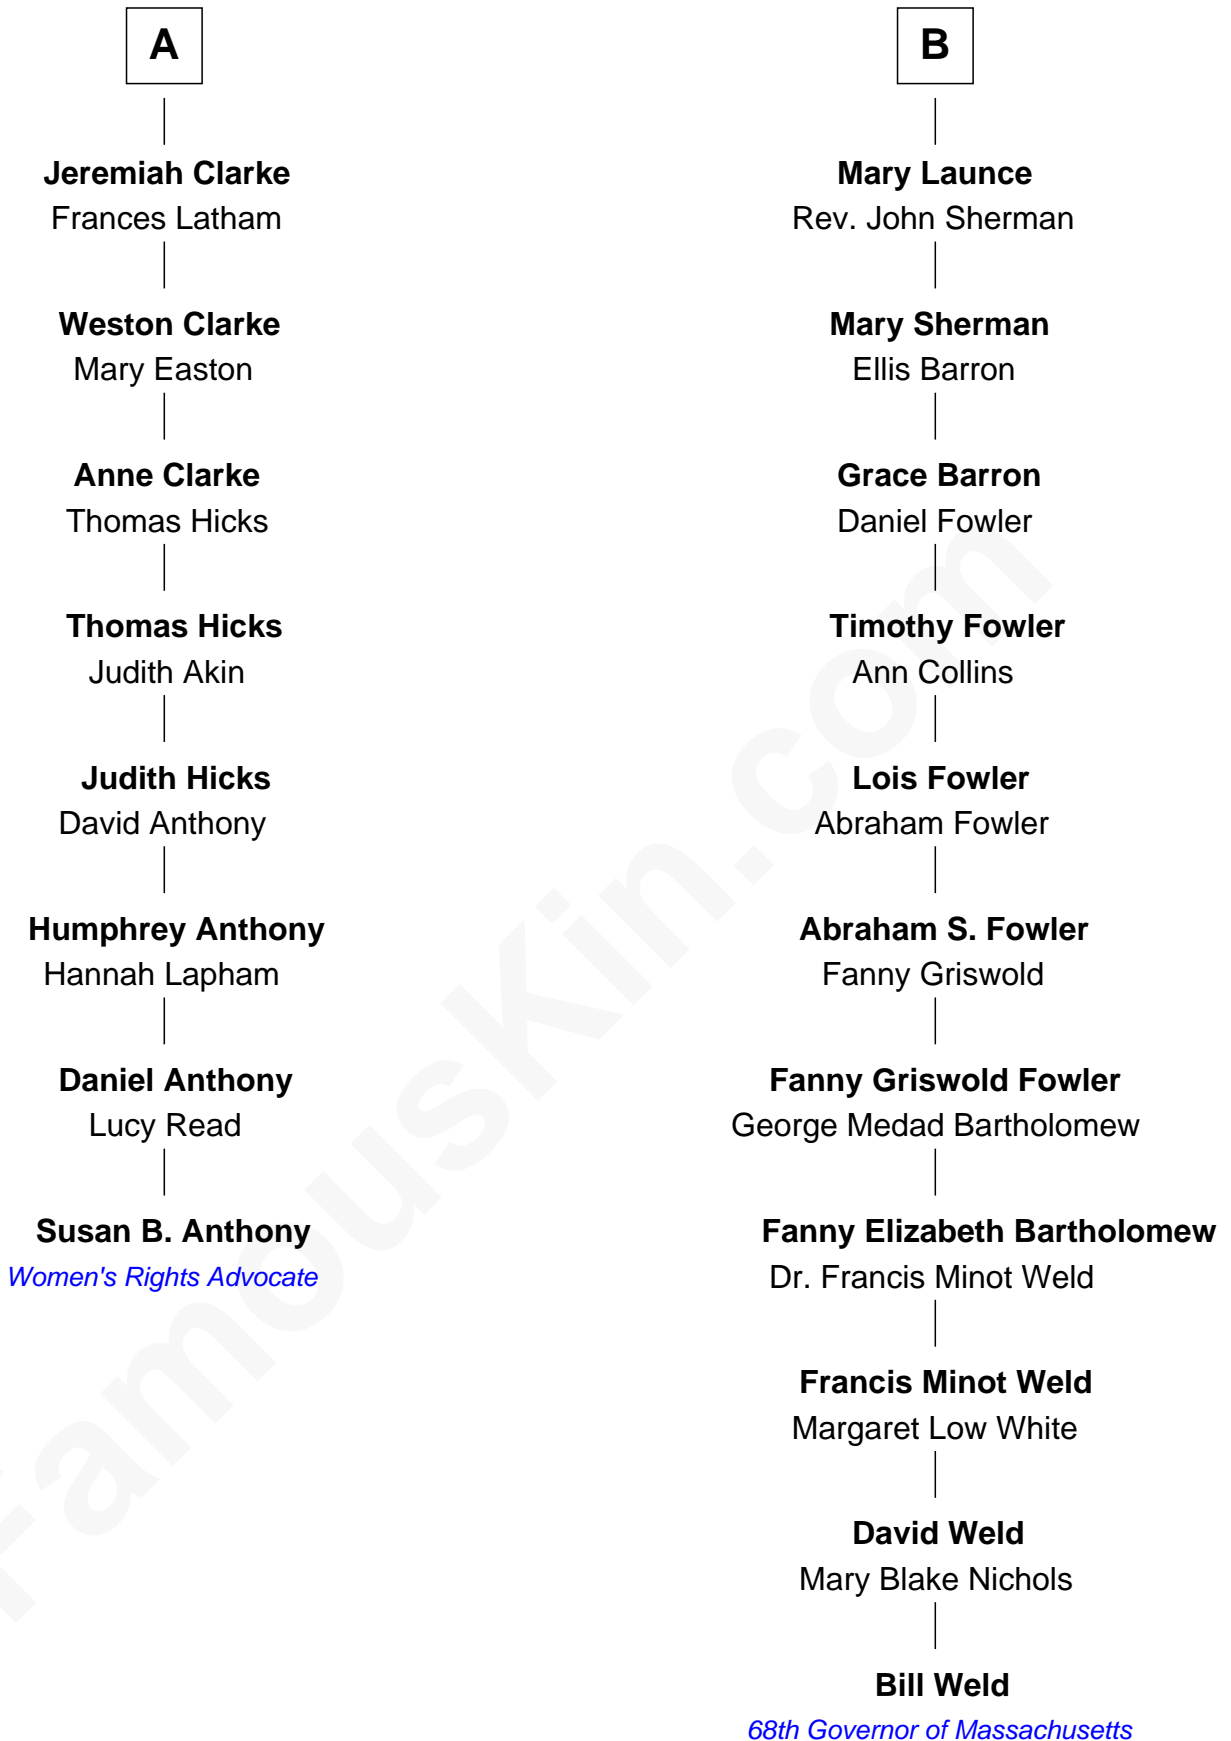 A
Jeremiah Clarke
Frances Latham
Weston Clarke
Mary Easton
Anne Clarke
Thomas Hicks
Thomas Hicks
Judith Akin
Judith Hicks
David Anthony
Humphrey Anthony
Hannah Lapham
Daniel Anthony
Lucy Read
Susan B. Anthony
Women's Rights Advocate
B
Mary Launce
Rev. John Sherman
Mary Sherman
Ellis Barron
Grace Barron
Daniel Fowler
Timothy Fowler
Ann Collins
Lois Fowler
Abraham Fowler
Abraham S. Fowler
Fanny Griswold
Fanny Griswold Fowler
George Medad Bartholomew
Fanny Elizabeth Bartholomew
Dr. Francis Minot Weld
Francis Minot Weld
Margaret Low White
David Weld
Mary Blake Nichols
Bill Weld
68th Governor of Massachusetts
FamousKin.com